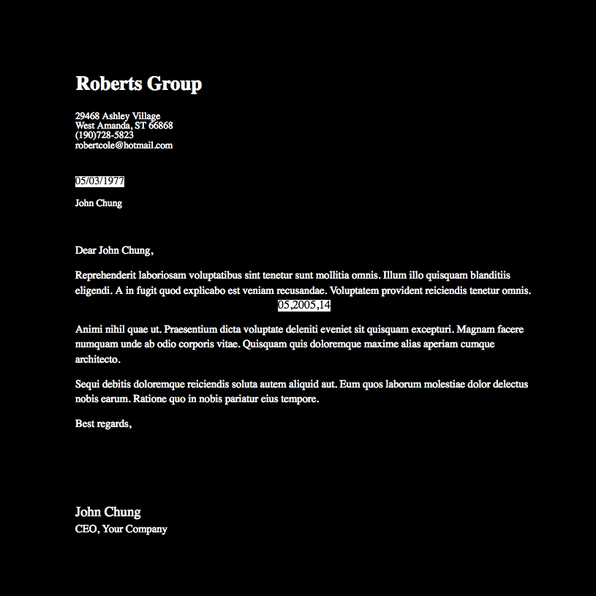 Roberts Group
29468 Ashley Village
West Amanda, ST 66868
(190)728-5823
robertcole@hotmail.com
05/03/1977
John Chung
Dear John Chung,
Reprehenderit laboriosam voluptatibus sint tenetur sunt mollitia omnis. Illum illo quisquam blanditiis
eligendi. A in fugit quod explicabo est veniam recusandae. Voluptatem provident reiciendis tenetur omnis.
05,2005,14
Animi nihil quae ut. Praesentium dicta voluptate deleniti eveniet sit quisquam excepturi. Magnam facere
numquam unde ab odio corporis vitae. Quisquam quis doloremque maxime alias aperiam cumque
architecto.
Sequi debitis doloremque reiciendis soluta autem aliquid aut. Eum quos laborum molestiae dolor delectus
nobis earum. Ratione quo in nobis pariatur eius tempore.
Best regards,
John Chung
CEO, Your Company